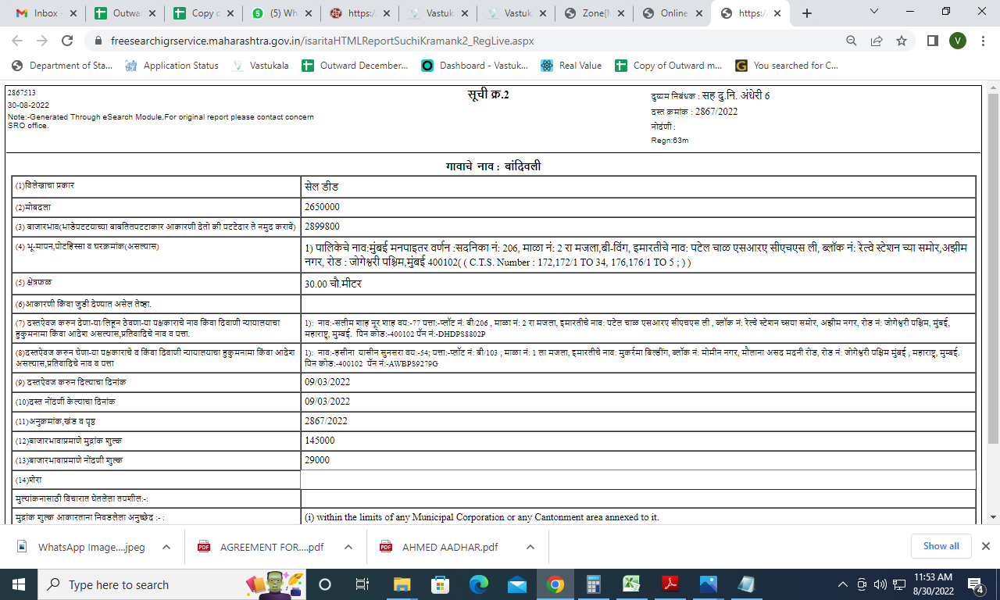 Inbox -
Outwa
Copy c
(5) Wh
https:/
Vastuk
Vastuk
Zone{M
Online
https:/
freesearchigrservice.maharashtra.gov.in/isaritaHTMLReportSuchiKramank2_RegLive.aspx
V
Department of Sta...
Application Status
Vastukala
Outward December...
Dashboard - Vastuk...
Real Value
Copy of Outward m...
You searched for C...
2867513
30-08-2022
Note:-Generated Through eSearch Module,For original report please contact concern
SRO office.
सूची क्र.2
दुय्यम निबंधक : सह दु.नि. अंधेरी 6
दस्त क्रमांक : 2867/2022
नोदंणी :
Regn:63m
गावाचे नाव : बांदिवली
(1)विलेखाचा प्रकार
सेल डीड
(2)मोबदला
2650000
(3) बाजारभाव(भाडेपटटयाच्या बाबतितपटटाकार आकारणी देतो की पटटेदार ते नमुद करावे)
2899800
(4) भू-मापन,पोटहिस्सा व घरक्रमांक(असल्यास)
1) पालिकेचे नाव:मुंबई मनपाइतर वर्णन :सदनिका नं: 206, माळा नं: 2 रा मजला,बी-विंग, इमारतीचे नाव: पटेल चाळ एसआरए सीएचएस ली, ब्लॉक नं: रेल्वे स्टेशन च्या समोर,अझीम
नगर, रोड : जोगेश्वरी पश्चिम,मुंबई 400102( ( C.T.S. Number : 172,172/1 TO 34, 176,176/1 TO 5 ; ) )
(5) क्षेत्रफळ
30.00 चौ.मीटर
(6)आकारणी किंवा जुडी देण्यात असेल तेव्हा.
(7) दस्तऐवज करुन देणा-या/लिहून ठेवणा-या पक्षकाराचे नाव किंवा दिवाणी न्यायालयाचा
हुकुमनामा किंवा आदेश असल्यास,प्रतिवादिचे नाव व पत्ता.
1): नाव:-सलीम शाह नूर शाह वय:-77 पत्ता:-प्लॉट नं: बी/206 , माळा नं: 2 रा मजला, इमारतीचे नाव: पटेल चाळ एसआरए सीएचएस ली , ब्लॉक नं: रेल्वे स्टेशन च्सया समोर, अझीम नगर, रोड नं: जोगेश्वरी पश्चिम, मुंबई,
महाराष्ट्र, मुम्बई. पिन कोड:-400102 पॅन नं:-DHDPS8802P
(8)दस्तऐवज करुन घेणा-या पक्षकाराचे व किंवा दिवाणी न्यायालयाचा हुकुमनामा किंवा आदेश
असल्यास,प्रतिवादिचे नाव व पत्ता
1): नाव:-हसीना यासीन सुनसरा वय:-54; पत्ता:-प्लॉट नं: बी/103 , माळा नं: 1 ला मजला, इमारतीचे नाव: मुकर्रमा बिल्डींग, ब्लॉक नं: मोमीन नगर, मौलाना असद मदनी रोड, रोड नं: जोगेश्वरी पश्चिम मुंबई , महाराष्ट्र, मुम्बई.
पिन कोड:-400102 पॅन नं:-AWBPS9279G
(9) दस्तऐवज करुन दिल्याचा दिनांक
09/03/2022
(10)दस्त नोंदणी केल्याचा दिनांक
09/03/2022
(11)अनुक्रमांक,खंड व पृष्ठ
2867/2022
(12)बाजारभावाप्रमाणे मुद्रांक शुल्क
145000
(13)बाजारभावाप्रमाणे नोंदणी शुल्क
29000
(14)शेरा
मुल्यांकनासाठी विचारात घेतलेला तपशील:-:
मुद्रांक शुल्क आकारताना निवडलेला अनुच्छेद :- :
(i) within the limits of any Municipal Corporation or any Cantonment area annexed to it.
WhatsApp Image....jpeg
AGREEMENT FOR....pdf
AHMED AADHAR.pdf
Show all
Type here to search
11:53 AM
8/30/2022
4